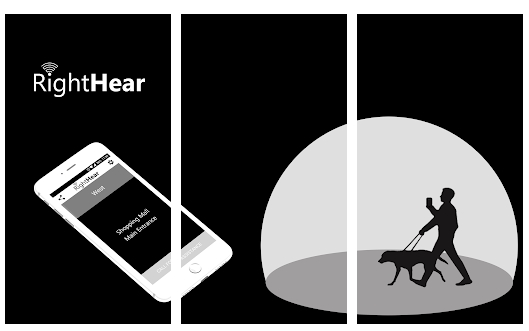 RightHear
RightHear
West
Shopping Mall
Main Entrance